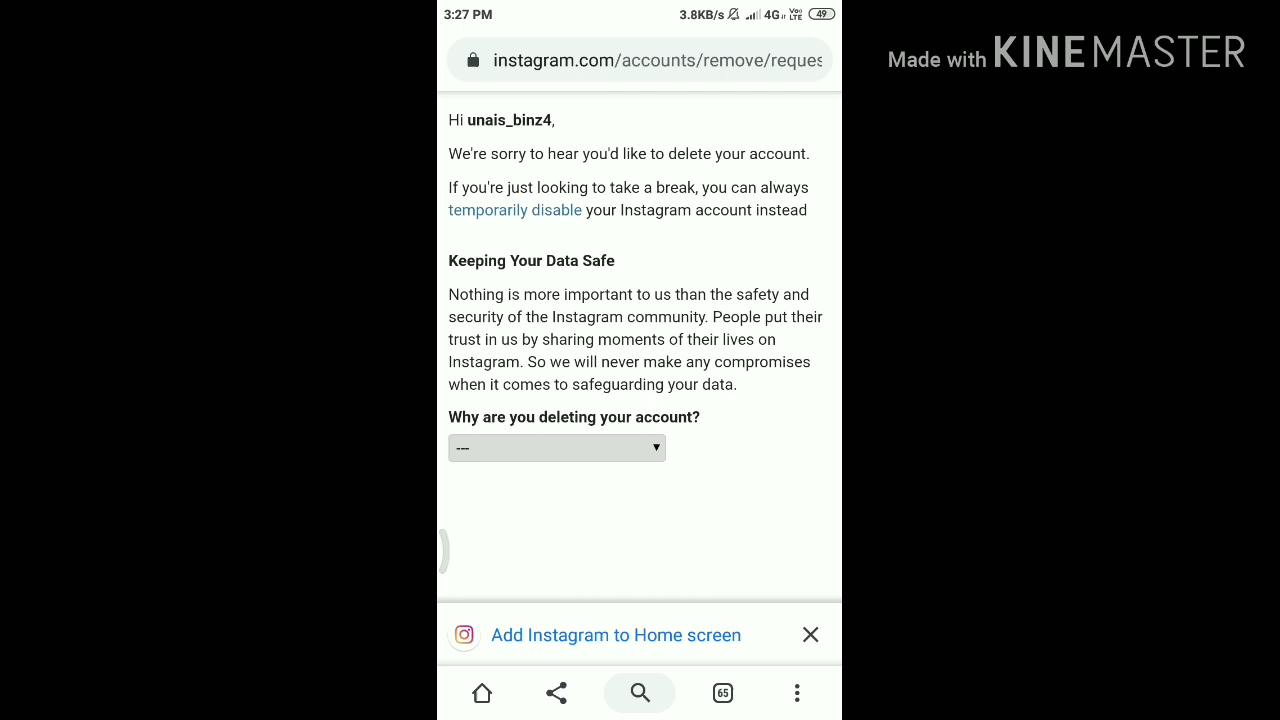 3:27 PM
3.8KB/s 4G Vo) LTE 49
Made with KINEMASTER
instagram.com/accounts/remove/reques
Hi unais_binz4,
We're sorry to hear you'd like to delete your account.
If you're just looking to take a break, you can always
temporarily disable your Instagram account instead
Keeping Your Data Safe
Nothing is more important to us than the safety and
security of the Instagram community. People put their
trust in us by sharing moments of their lives on
Instagram. So we will never make any compromises
when it comes to safeguarding your data.
Why are you deleting your account?
---
Add Instagram to Home screen
65